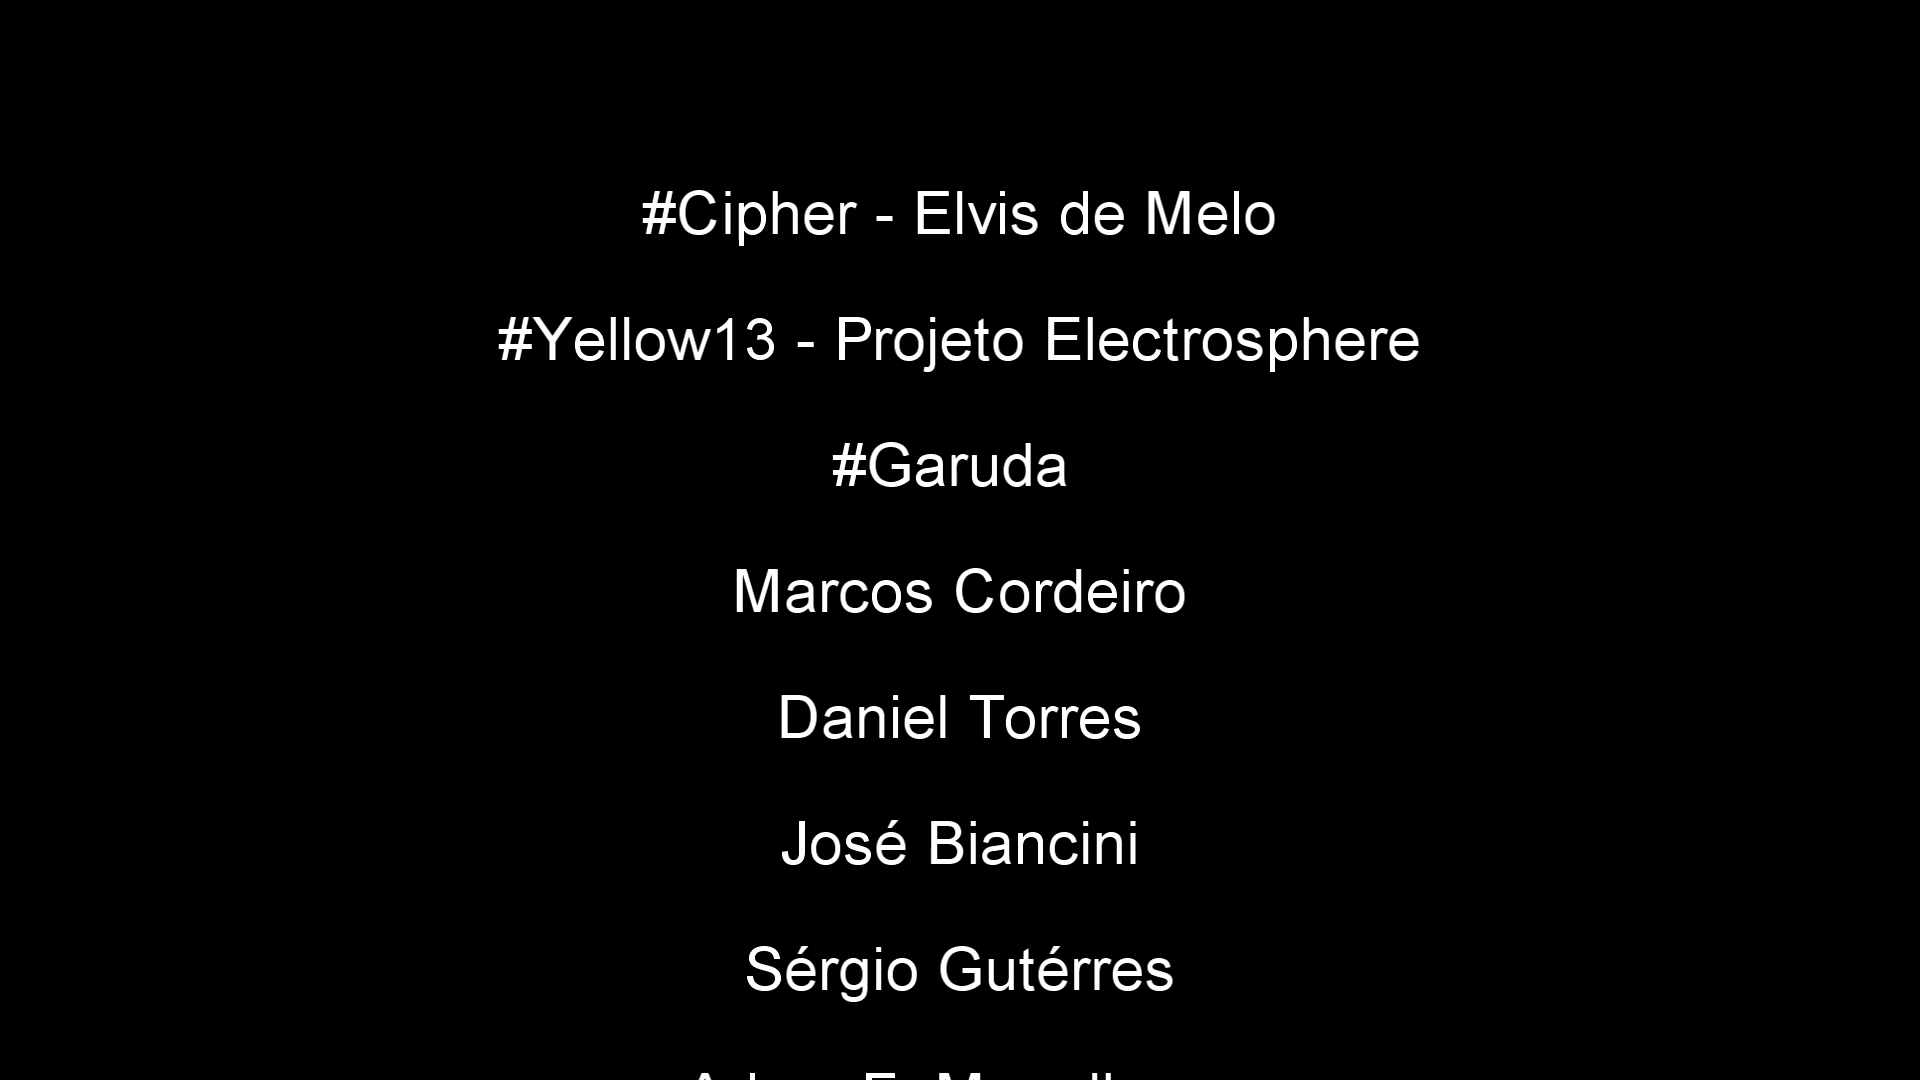 #Cipher - Elvis de Melo
#Yellow13 - Projeto Electrosphere
#Garuda
Marcos Cordeiro
Daniel Torres
José Biancini
Sérgio Gutérres